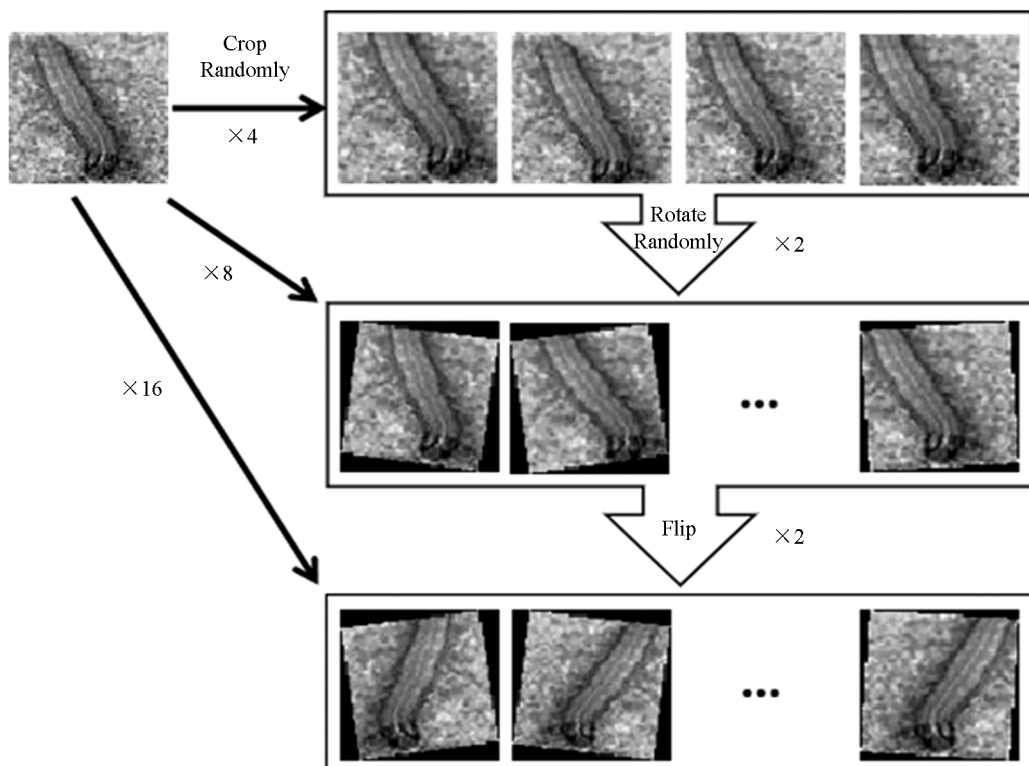 Crop
Randomly
×4
Rotate
Randomly
×2
×8
×16
Flip
×2